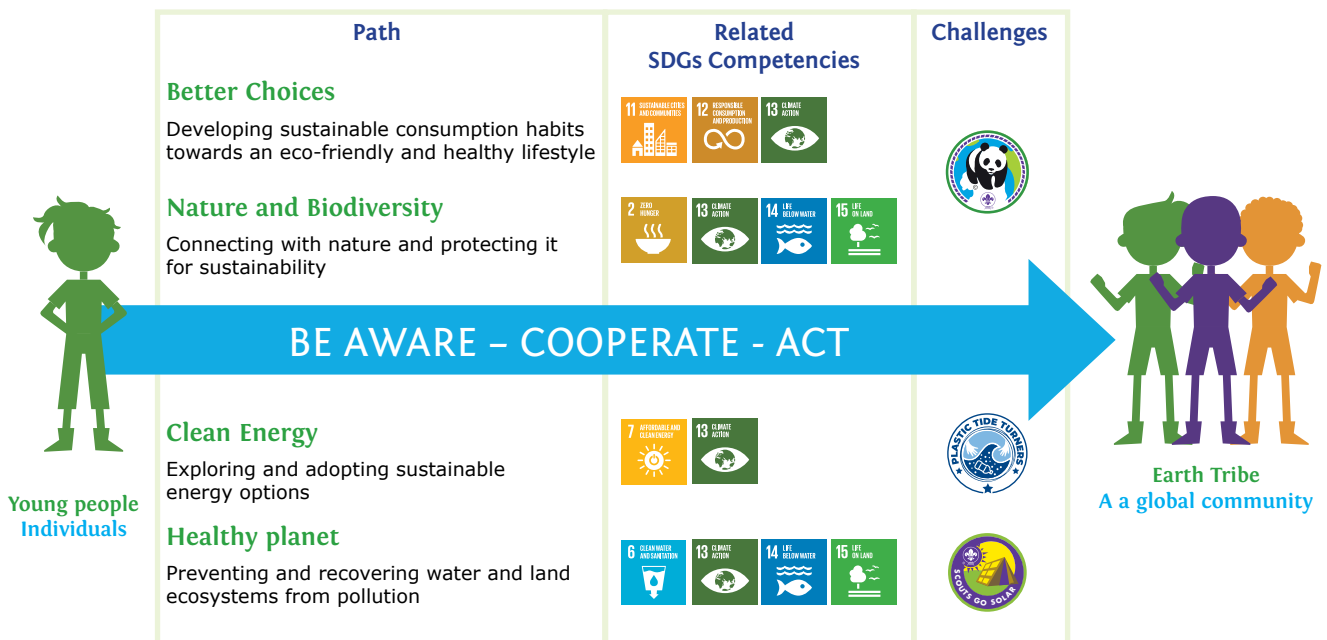 Path
Related
SDGs Competencies
Challenges
Better Choices
Developing sustainable consumption habits
towards an eco-friendly and healthy lifestyle
11 SUSTAINABLE CITIES
AND COMMUNITIES
12 RESPONSIBLE
CONSUMPTION
AND PRODUCTION
13 CLIMATE
ACTION
Nature and Biodiversity
Connecting with nature and protecting it
for sustainability
2 ZERO
HUNGER
13 CLIMATE
ACTION
14 LIFE
BELOW WATER
15 LIFE
ON LAND
BE AWARE – COOPERATE - ACT
Clean Energy
Exploring and adopting sustainable
energy options
7 AFFORDABLE AND
CLEAN ENERGY
13 CLIMATE
ACTION
PLASTIC TIDE TURNERS
Healthy planet
Preventing and recovering water and land
ecosystems from pollution
6 CLEAN WATER
AND SANITATION
13 CLIMATE
ACTION
14 LIFE
BELOW WATER
15 LIFE
ON LAND
SCOUTS GO SOLAR
Young people
Individuals
Earth Tribe
A a global community